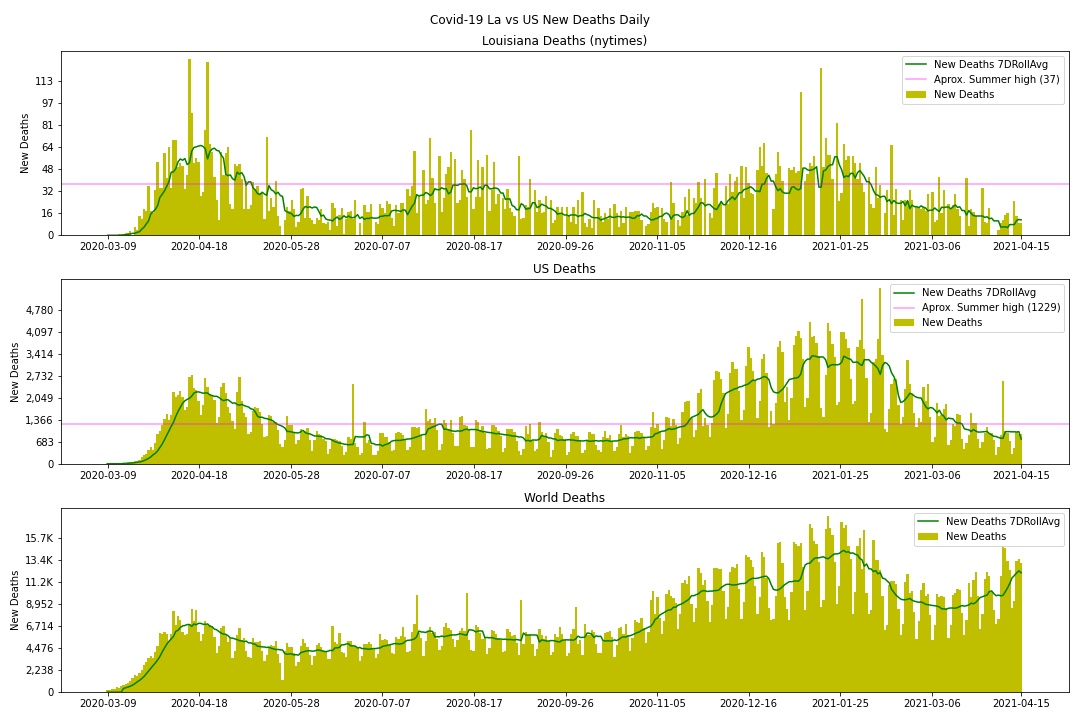 Covid-19 La vs US New Deaths Daily
Louisiana Deaths (nytimes)
New Deaths
113
97
81
64
48
32
16
0
New Deaths 7DRollAvg
Aprox. Summer high (37)
New Deaths
2020-03-09 2020-04-18 2020-05-28 2020-07-07 2020-08-17 2020-09-26 2020-11-05 2020-12-16 2021-01-25 2021-03-06 2021-04-15
US Deaths
New Deaths
4,780
4,097
3,414
2,732
2,049
1,366
683
0
New Deaths 7DRollAvg
Aprox. Summer high (1229)
New Deaths
2020-03-09 2020-04-18 2020-05-28 2020-07-07 2020-08-17 2020-09-26 2020-11-05 2020-12-16 2021-01-25 2021-03-06 2021-04-15
World Deaths
New Deaths
15.7K
13.4K
11.2K
8,952
6,714
4,476
2,238
0
New Deaths 7DRollAvg
New Deaths
2020-03-09 2020-04-18 2020-05-28 2020-07-07 2020-08-17 2020-09-26 2020-11-05 2020-12-16 2021-01-25 2021-03-06 2021-04-15